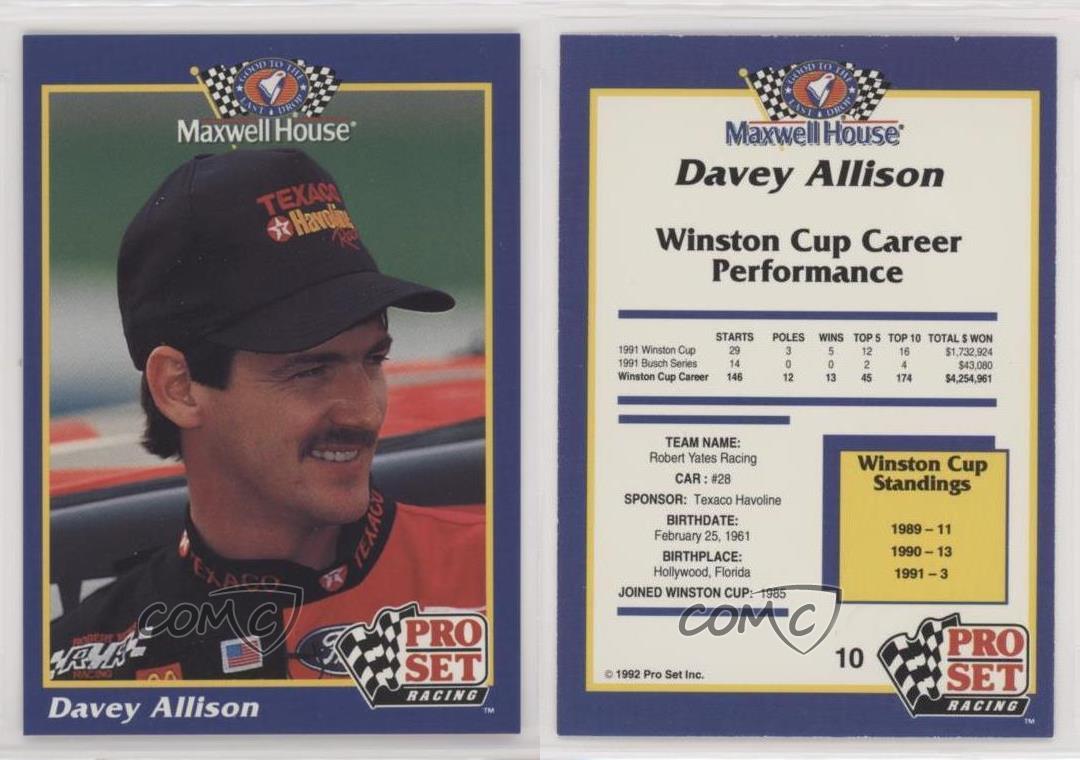 GOOD TO THE
LAST DROP
Maxwell House®
TEXACO
Havoline
TEXACO
TEXACO
ROBERT YATES
RACING
PRO
SET
RACING
™
Davey Allison
COMC
GOOD TO THE
LAST DROP
Maxwell House®
Davey Allison
Winston Cup Career
Performance
STARTS POLES WINS TOP 5 TOP 10 TOTAL $ WON
1991 Winston Cup 29 3 5 12 16 $1,732,924
1991 Busch Series 14 0 0 2 4 $43,080
Winston Cup Career 146 12 13 45 174 $4,254,961
TEAM NAME:
Robert Yates Racing
CAR : #28
SPONSOR: Texaco Havoline
BIRTHDATE:
February 25, 1961
BIRTHPLACE:
Hollywood, Florida
JOINED WINSTON CUP: 1985
Winston Cup
Standings
1989 – 11
1990 – 13
1991 – 3
COMC
10
© 1992 Pro Set Inc.
PRO
SET
RACING
™